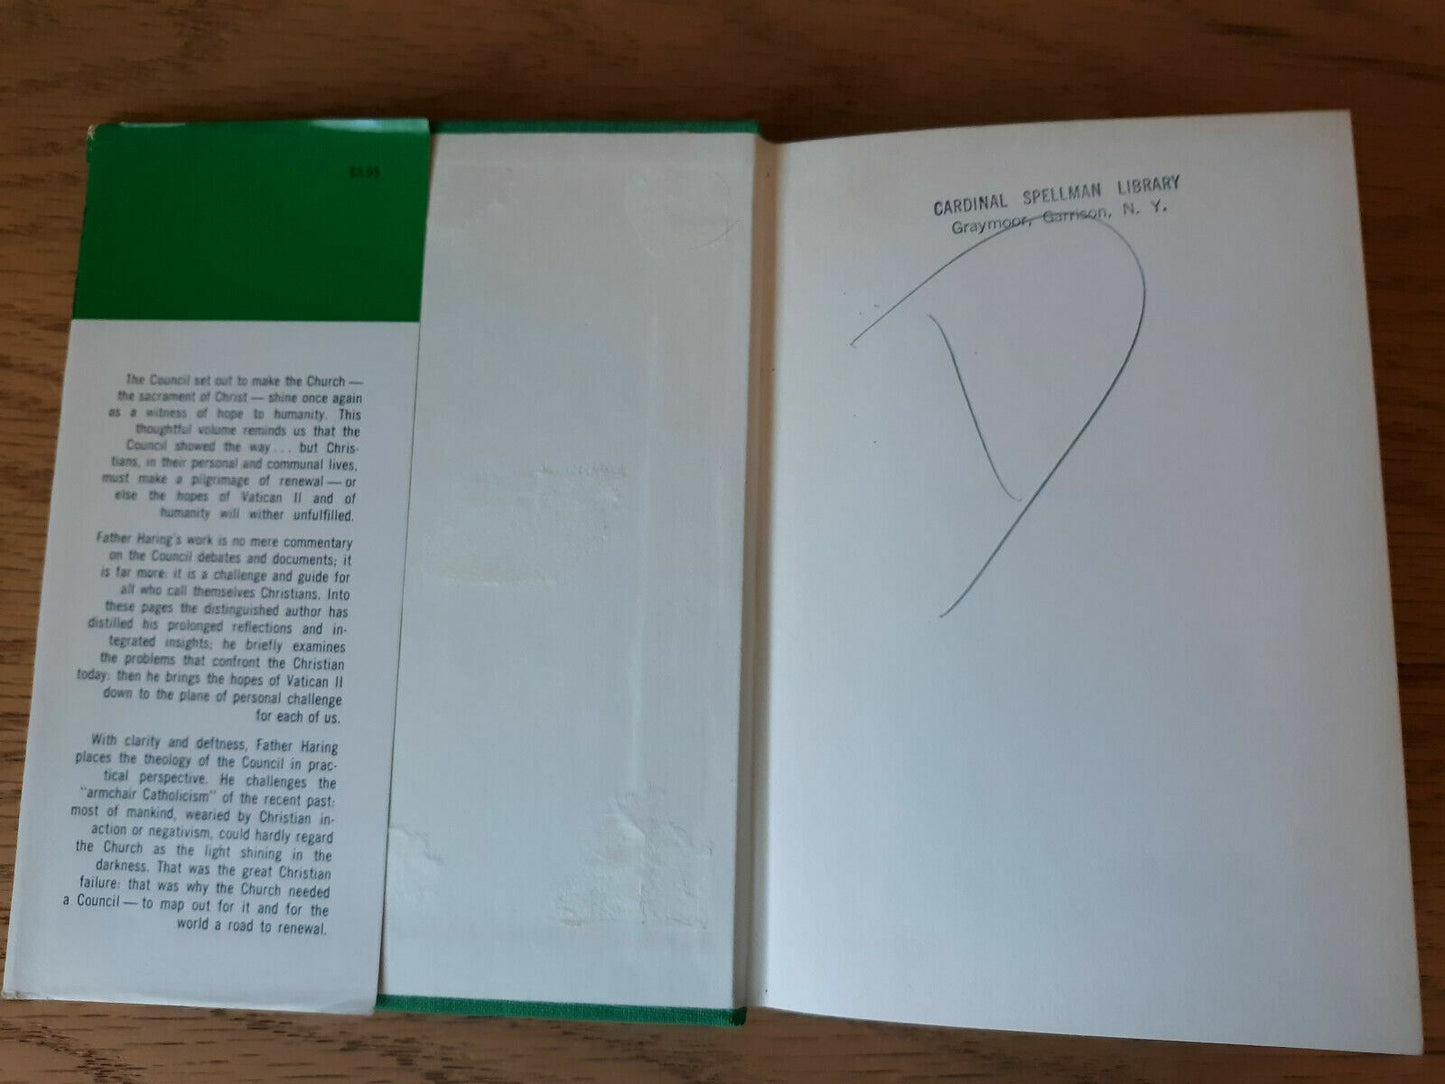 $3.95
The Council set out to make the Church —
the sacrament of Christ — shine once again
as a witness of hope to humanity. This
thoughtful volume reminds us that the
Council showed the way . . . but Chris-
tians, in their personal and communal lives,
must make a pilgrimage of renewal — or
else the hopes of Vatican II and of
humanity will wither unfulfilled.
Father Haring's work is no mere commentary
on the Council debates and documents; it
is far more: it is a challenge and guide for
all who call themselves Christians. Into
these pages the distinguished author has
distilled his prolonged reflections and in-
tegrated insights; he briefly examines
the problems that confront the Christian
today; then he brings the hopes of Vatican II
down to the plane of personal challenge
for each of us.
With clarity and deftness, Father Haring
places the theology of the Council in prac-
tical perspective. He challenges the
"armchair Catholicism" of the recent past:
most of mankind, wearied by Christian in-
action or negativism, could hardly regard
the Church as the light shining in the
darkness. That was the great Christian
failure: that was why the Church needed
a Council — to map out for it and for the
world a road to renewal.
CARDINAL SPELLMAN LIBRARY
Graymoor, Garrison, N. Y.
D